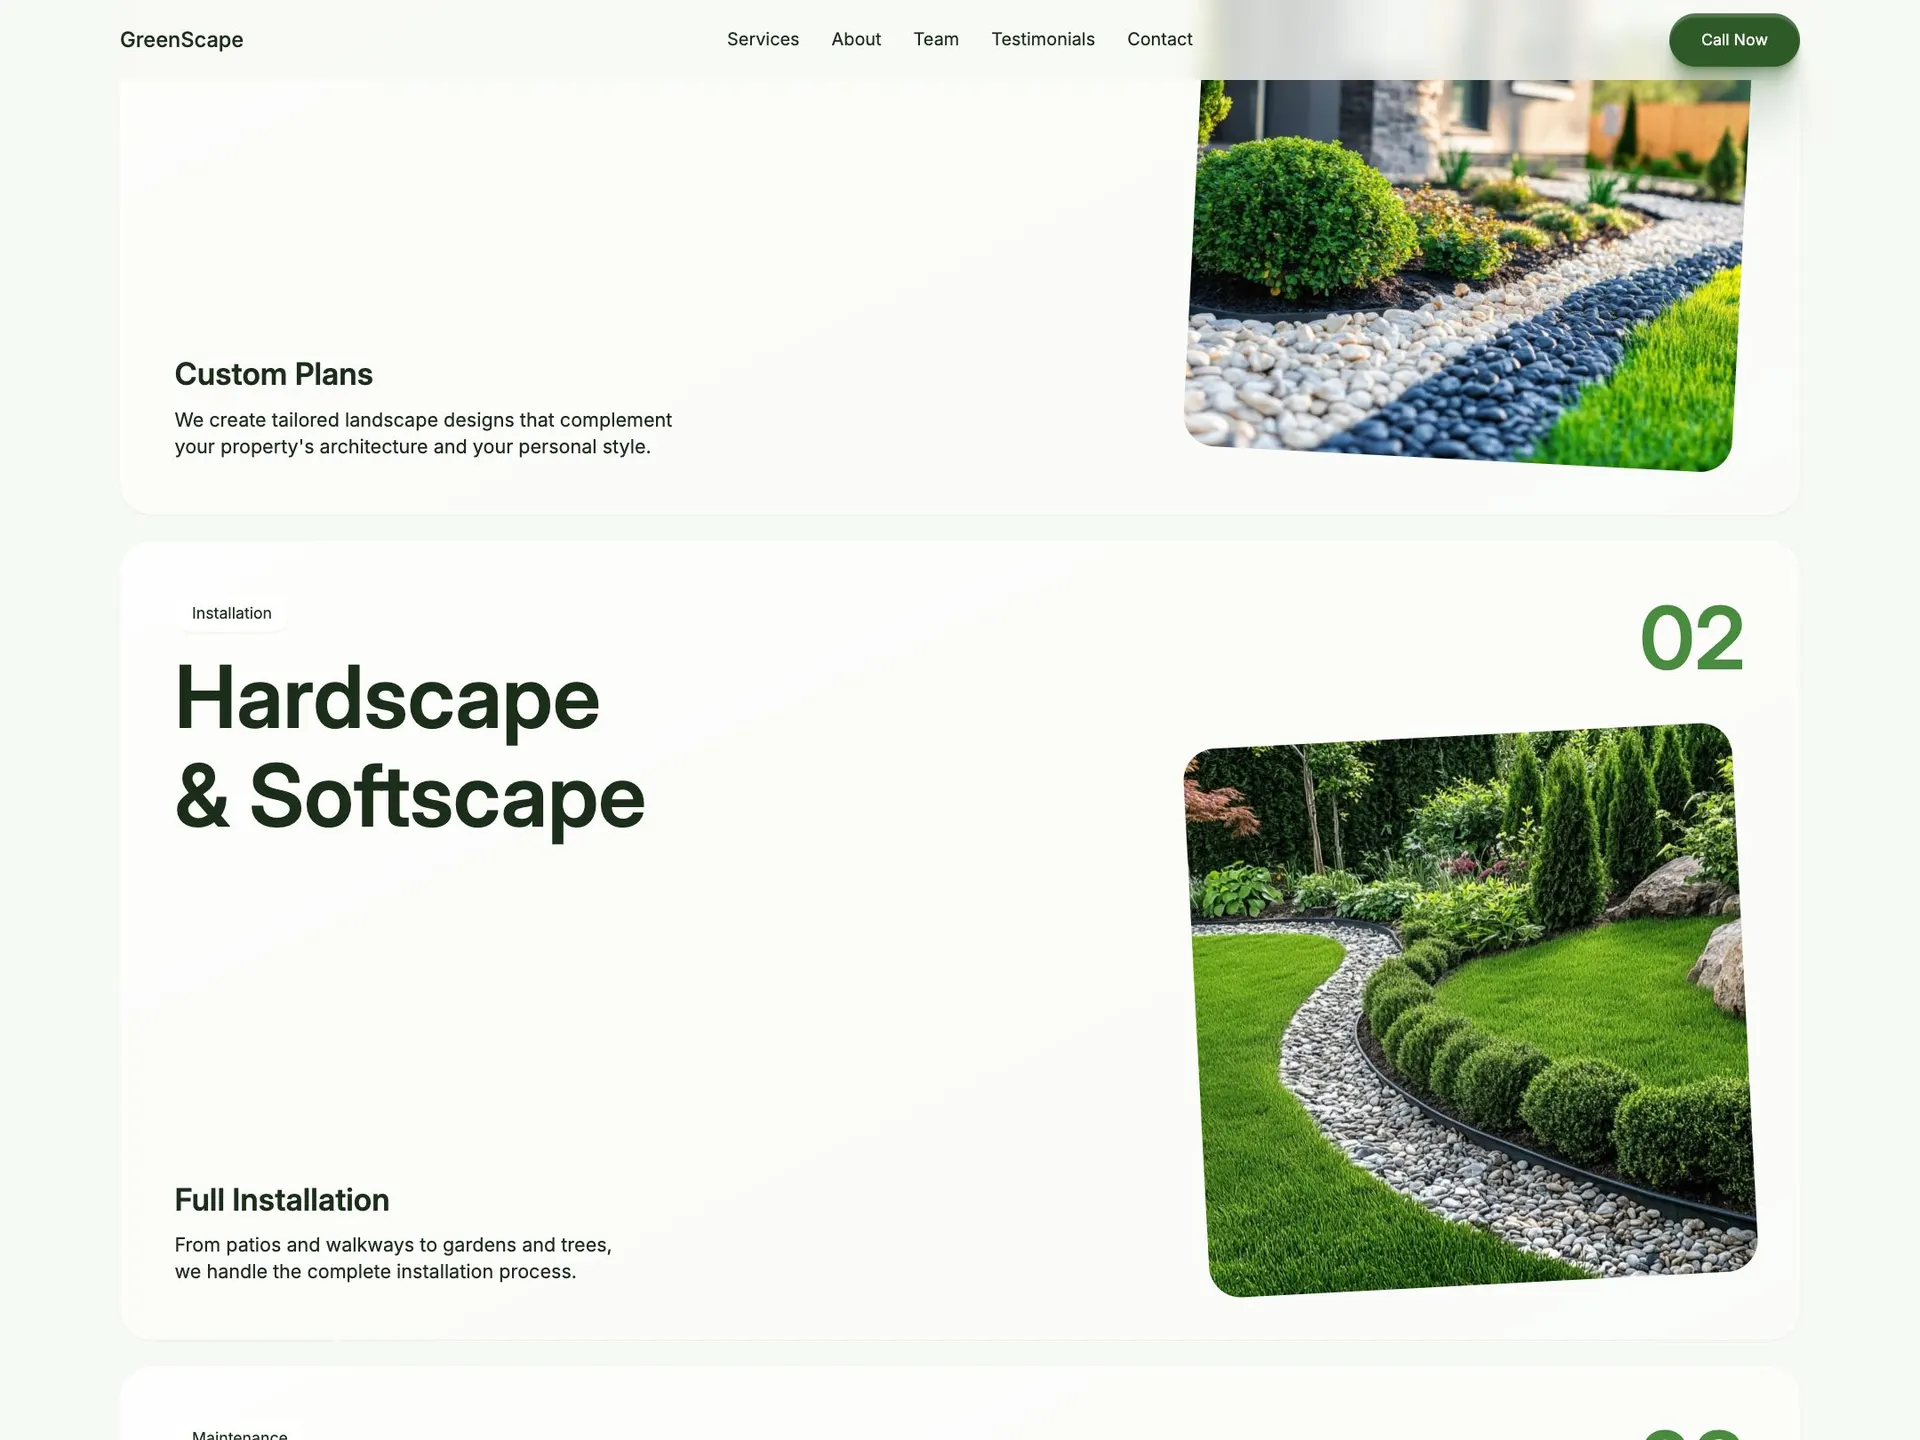 GreenScape
Services About Team Testimonials Contact
Call Now
Custom Plans
We create tailored landscape designs that complement
your property's architecture and your personal style.
Installation
02
Hardscape
& Softscape
Full Installation
From patios and walkways to gardens and trees,
we handle the complete installation process.
Maintenance